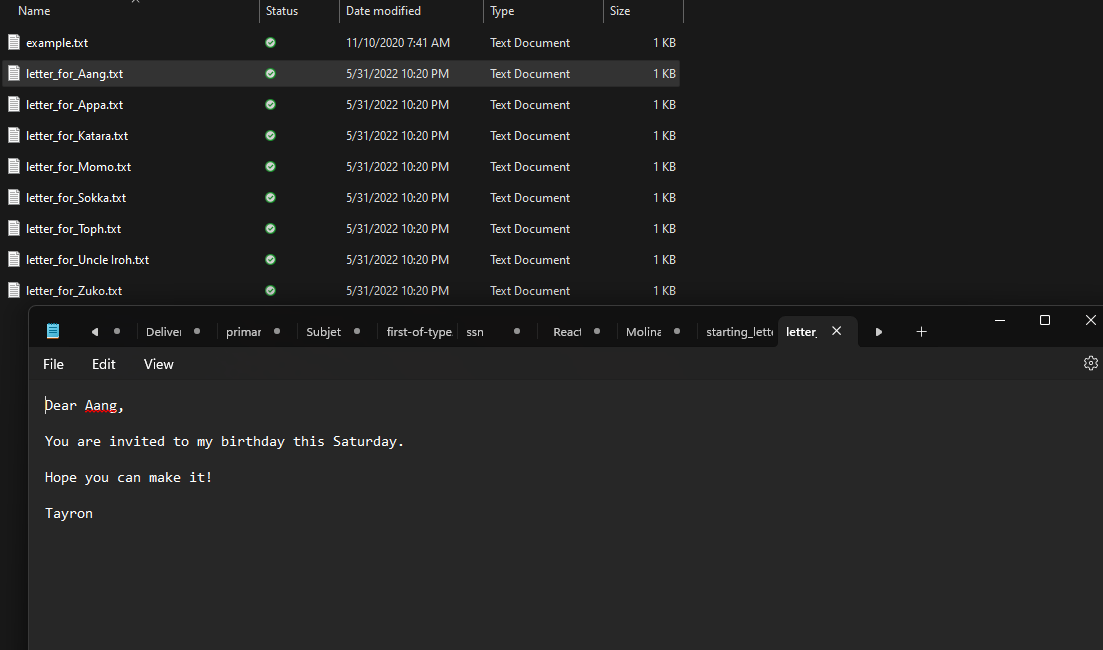 Name Status Date modified Type Size
example.txt 11/10/2020 7:41 AM Text Document 1 KB
letter_for_Aang.txt 5/31/2022 10:20 PM Text Document 1 KB
letter_for_Appa.txt 5/31/2022 10:20 PM Text Document 1 KB
letter_for_Katara.txt 5/31/2022 10:20 PM Text Document 1 KB
letter_for_Momo.txt 5/31/2022 10:20 PM Text Document 1 KB
letter_for_Sokka.txt 5/31/2022 10:20 PM Text Document 1 KB
letter_for_Toph.txt 5/31/2022 10:20 PM Text Document 1 KB
letter_for_Uncle Iroh.txt 5/31/2022 10:20 PM Text Document 1 KB
letter_for_Zuko.txt 5/31/2022 10:20 PM Text Document 1 KB
Deliver primar Subjet first-of-type ssn React Molina starting_lette letter_
File Edit View
Dear Aang,
You are invited to my birthday this Saturday.
Hope you can make it!
Tayron